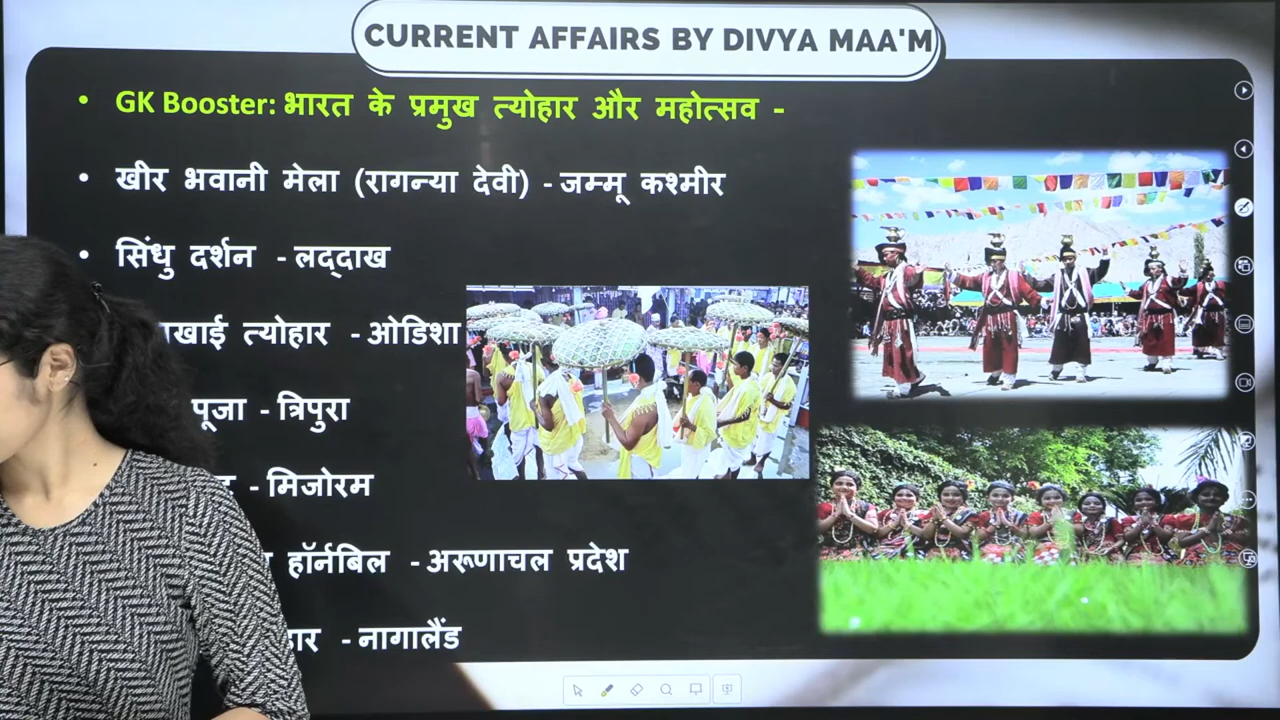 CURRENT AFFAIRS BY DIVYA MAA'M
• GK Booster: भारत के प्रमुख त्योहार और महोत्सव -
• खीर भवानी मेला (रागन्या देवी) - जम्मू कश्मीर
• सिंधु दर्शन - लद्दाख
त्योहार - ओडिशा
पूजा - त्रिपुरा
- मिजोरम
हॉर्नबिल - अरूणाचल प्रदेश
- नागालैंड